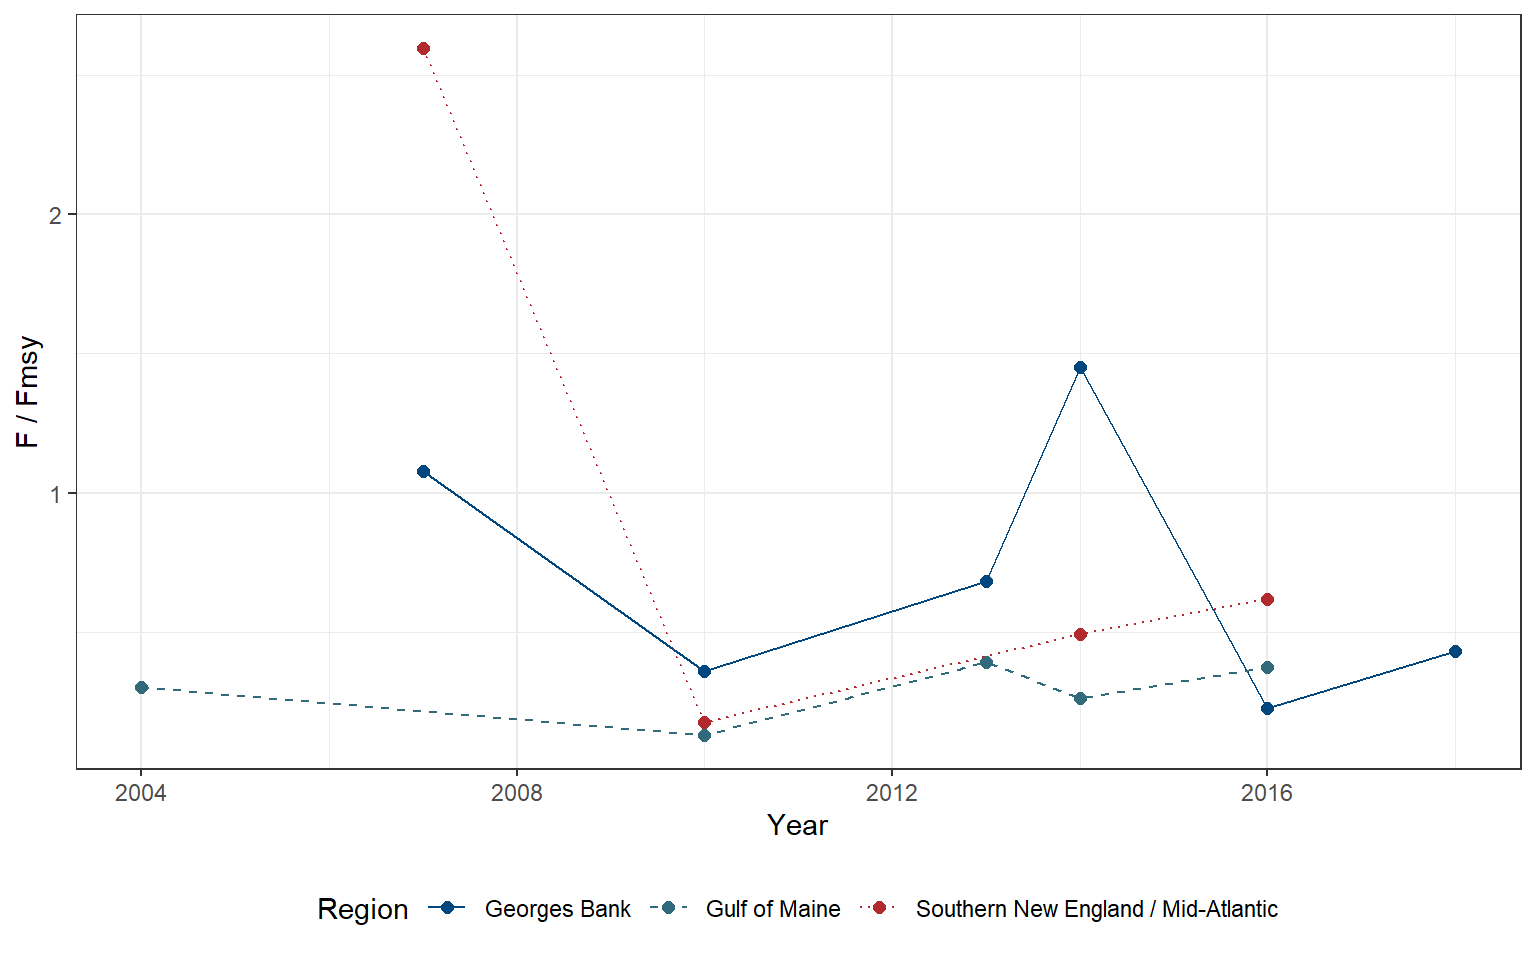 F / Fmsy
2
1
2004 2008 2012 2016
Year
Region Georges Bank Gulf of Maine Southern New England / Mid-Atlantic